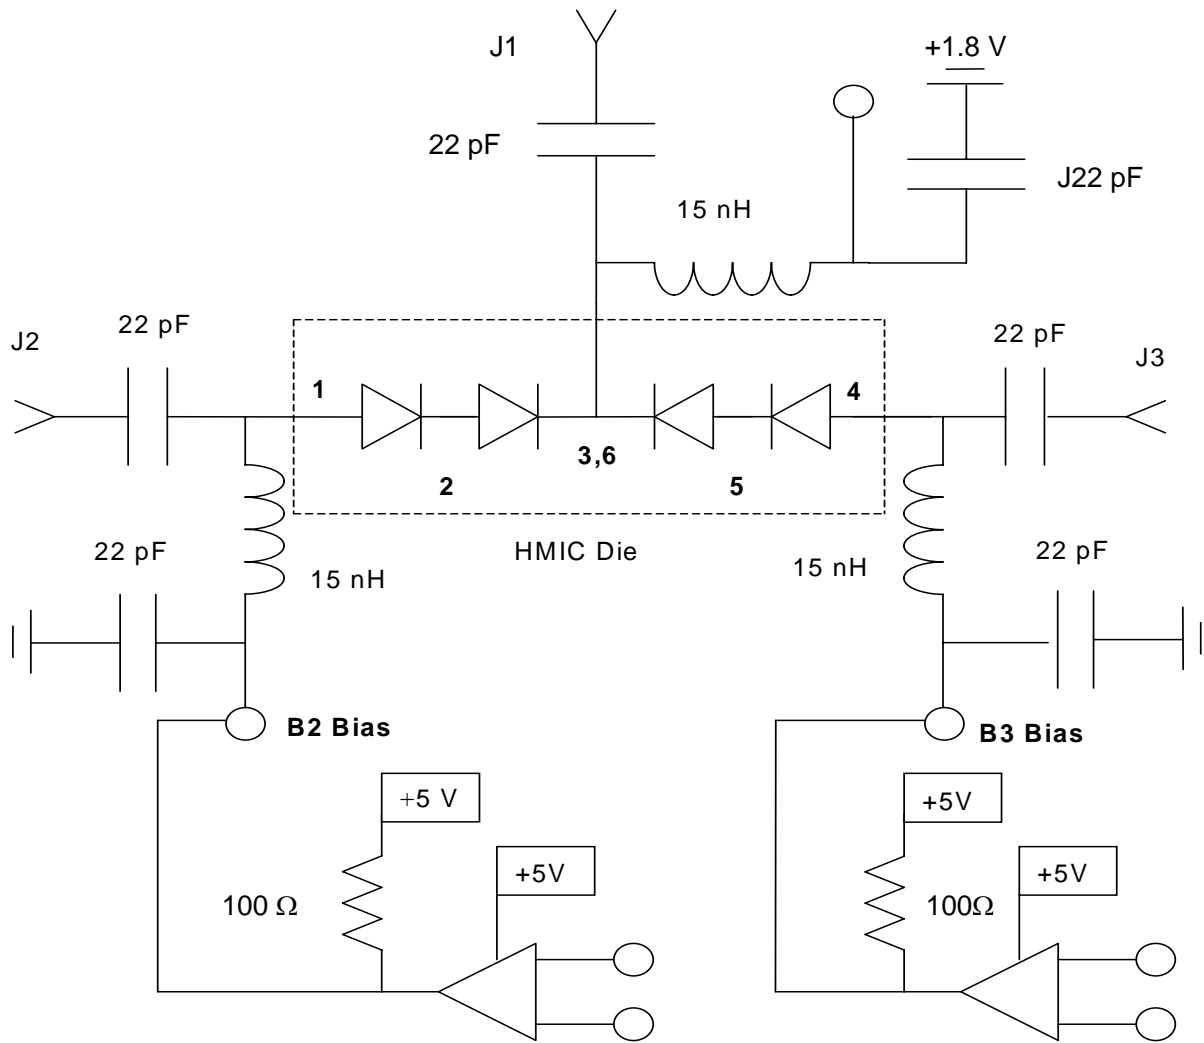 J1
+1.8 V
22 pF
J22 pF
15 nH
J2
22 pF
22 pF
J3
1
4
3,6
2
5
HMIC Die
22 pF
15 nH
15 nH
22 pF
B2 Bias
B3 Bias
+5 V
+5V
+5V
+5V
100 Ω
100Ω